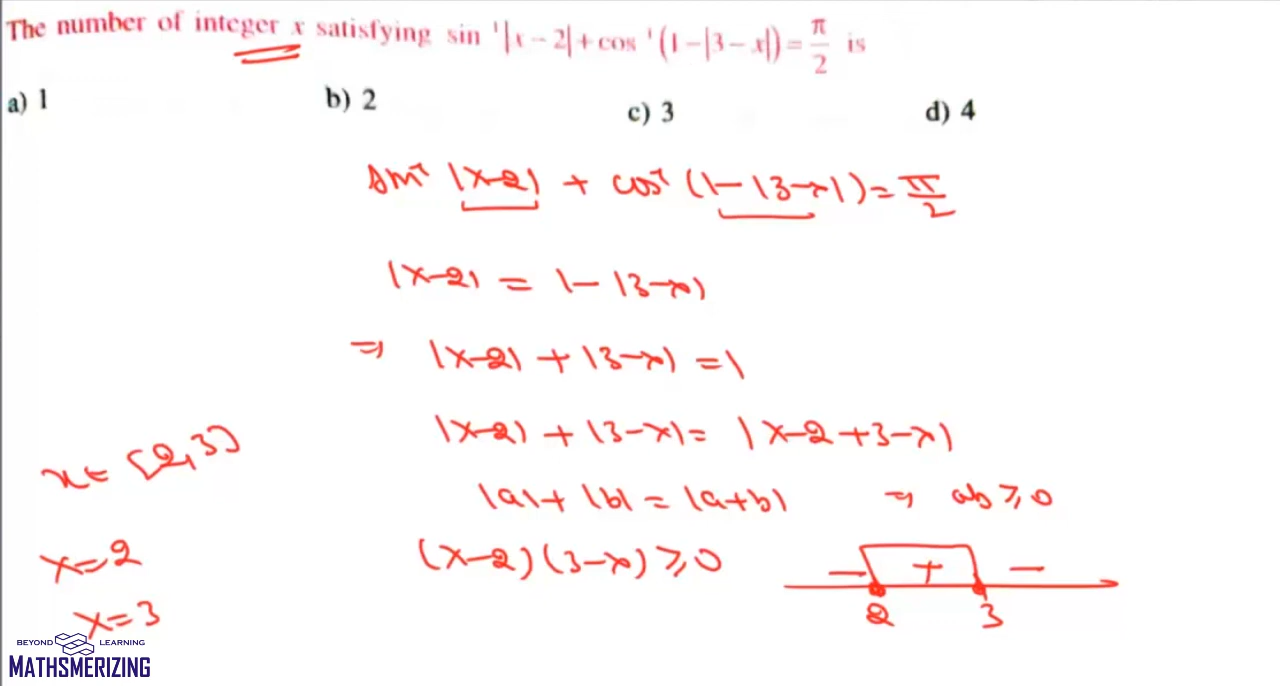 The number of integer x satisfying sin⁻¹|x − 2| + cos⁻¹(1 − |3 − x|) = π/2 is
a) 1 b) 2 c) 3 d) 4
sin⁻¹ |x−2| + cos⁻¹ (1 − |3−x|) = π/2
|x−2| = 1 − |3−x|
⇒ |x−2| + |3−x| = 1
|x−2| + |3−x| = |x−2+3−x|
x ∈ [2,3]
|a| + |b| = |a+b| ⇒ ab ≥ 0
x=2
(x−2)(3−x) ≥ 0
− + −
2 3
x=3
BEYOND LEARNING
MATHSMERIZING